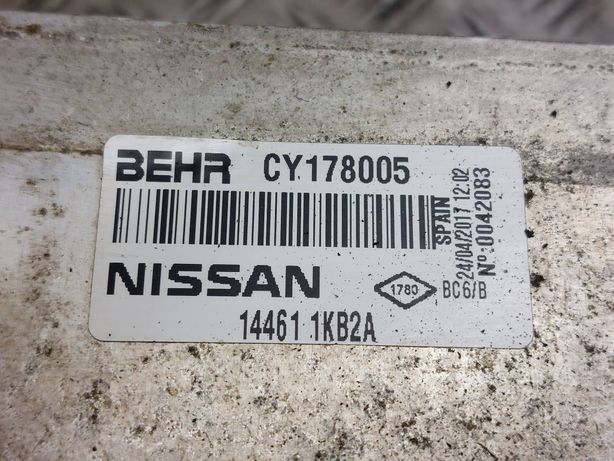 BEHR CY178005
NISSAN
1780
BC6/B
14461 1KB2A
SPAIN
24/04/2017 12:02
Nº:0042083